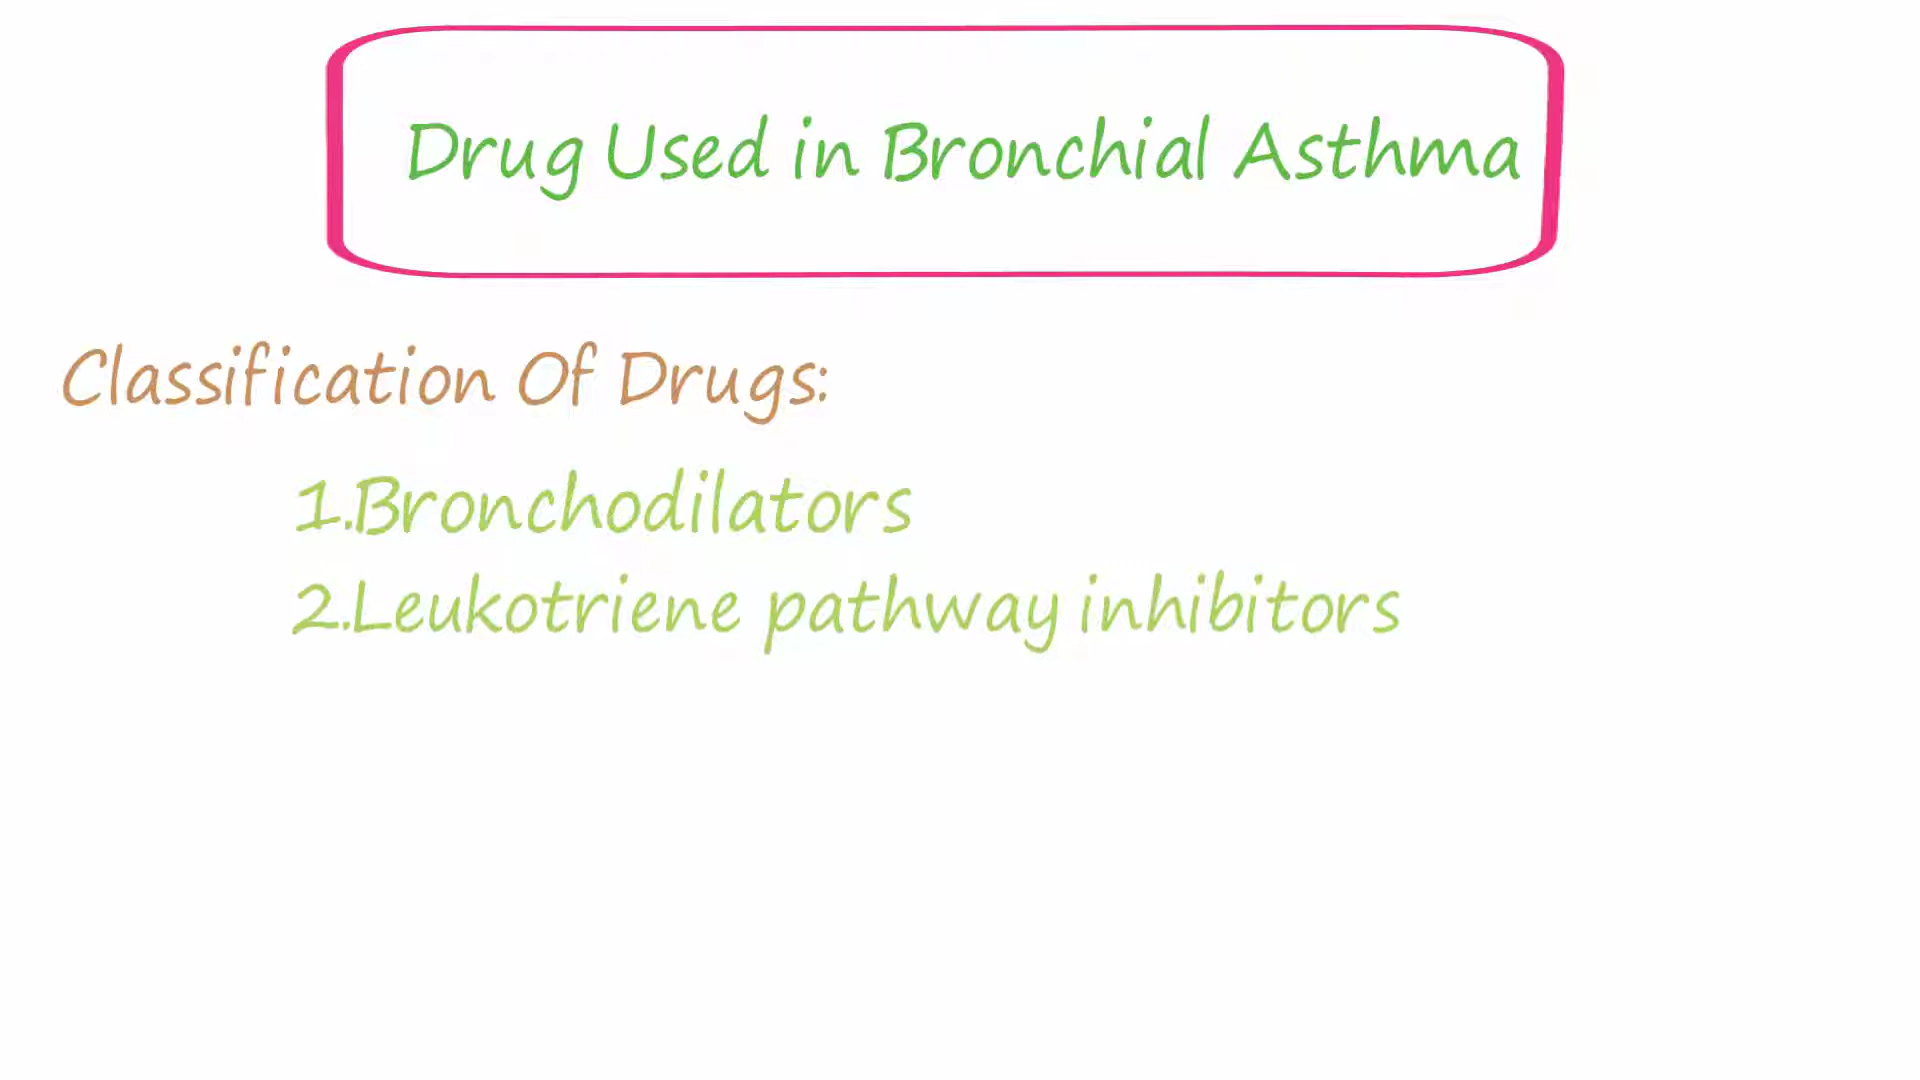 Drug Used in Bronchial Asthma
Classification Of Drugs:
1.Bronchodilators
2.Leukotriene pathway inhibitors